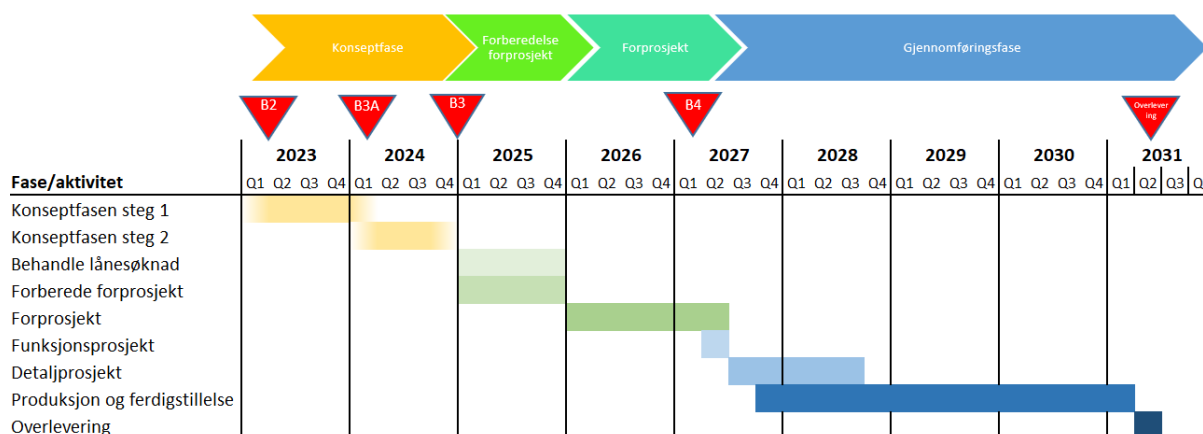 Konseptfase
Forberedelse
forprosjekt
Forprosjekt
Gjennomføringsfase
B2
B3A
B3
B4
Overlever
ing
2023 2024 2025 2026 2027 2028 2029 2030 2031
Fase/aktivitet Q1 Q2 Q3 Q4 Q1 Q2 Q3 Q4 Q1 Q2 Q3 Q4 Q1 Q2 Q3 Q4 Q1 Q2 Q3 Q4 Q1 Q2 Q3 Q4 Q1 Q2 Q3 Q4 Q1 Q2 Q3 Q4 Q1 Q2 Q3 Q
Konseptfasen steg 1
Konseptfasen steg 2
Behandle lånesøknad
Forberede forprosjekt
Forprosjekt
Funksjonsprosjekt
Detaljprosjekt
Produksjon og ferdigstillelse
Overlevering